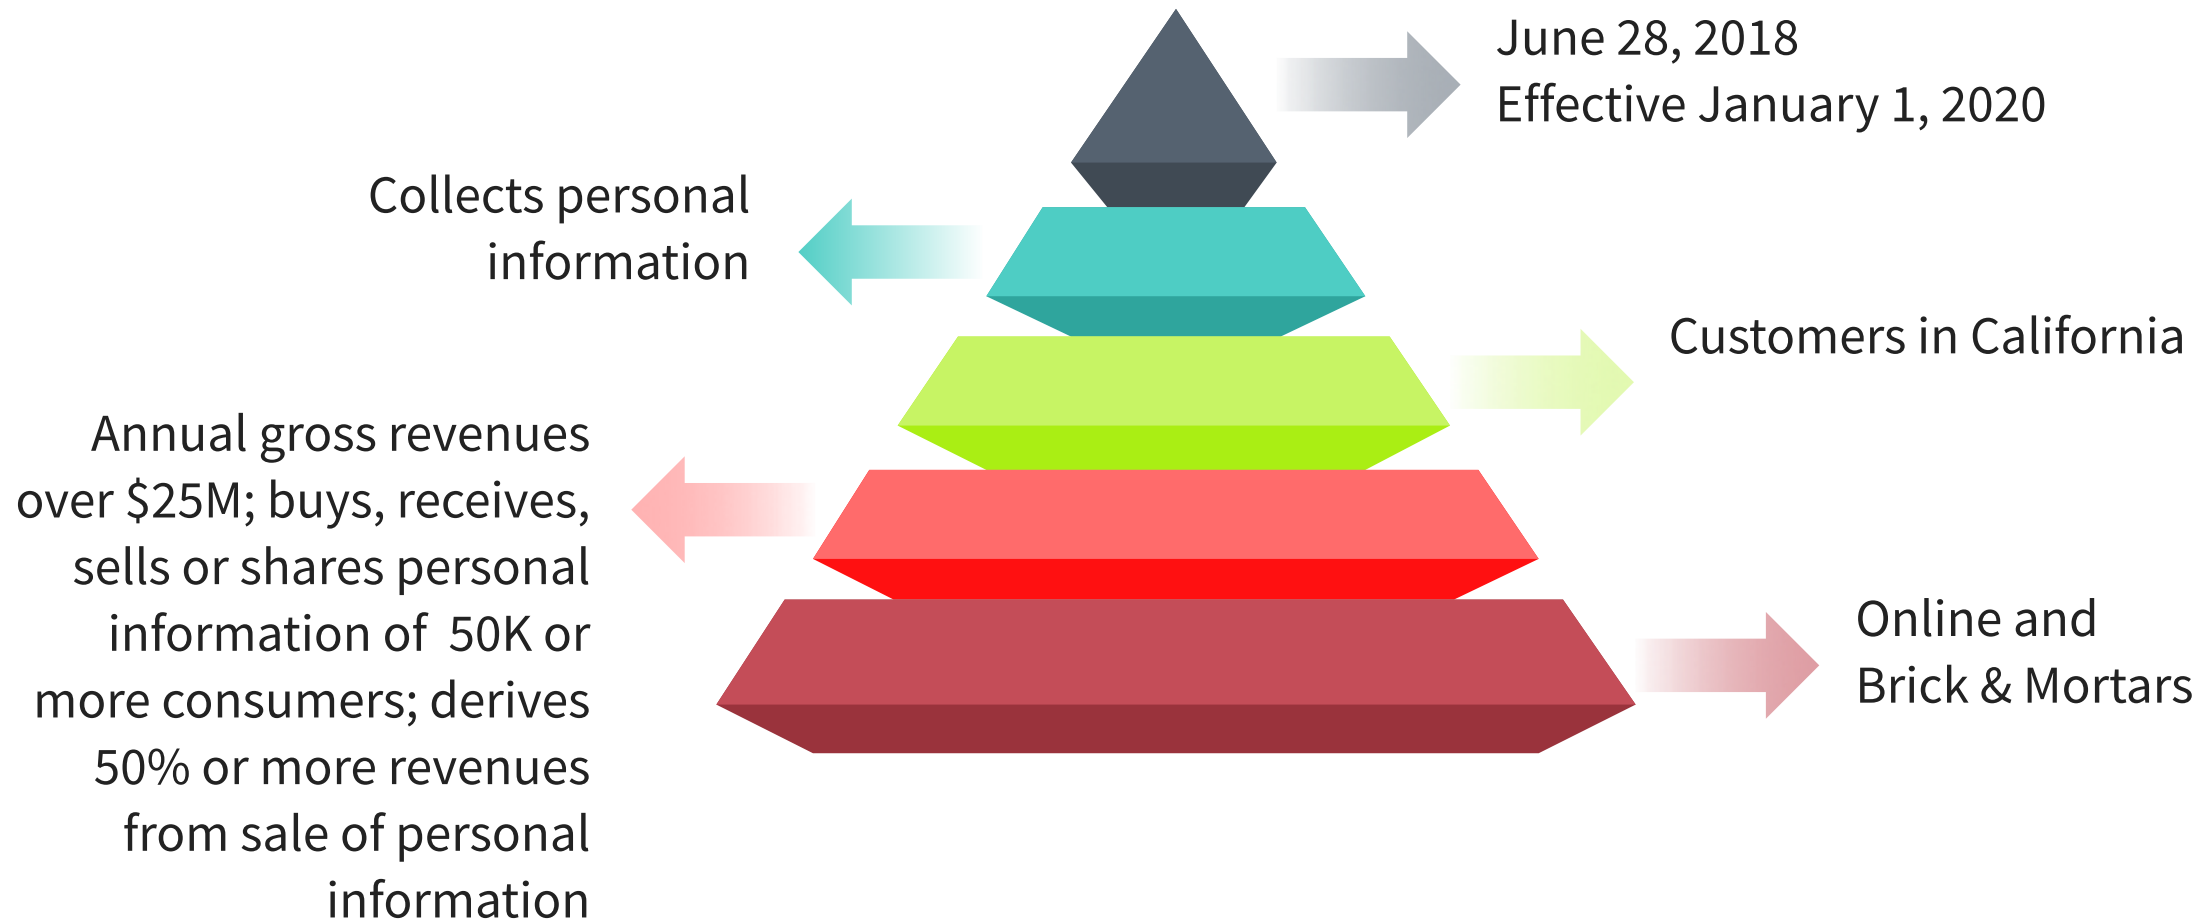 June 28, 2018
Effective January 1, 2020
Collects personal
information
Customers in California
Annual gross revenues
over $25M; buys, receives,
sells or shares personal
information of  50K or
more consumers; derives
50% or more revenues
from sale of personal
information
Online and
Brick & Mortars